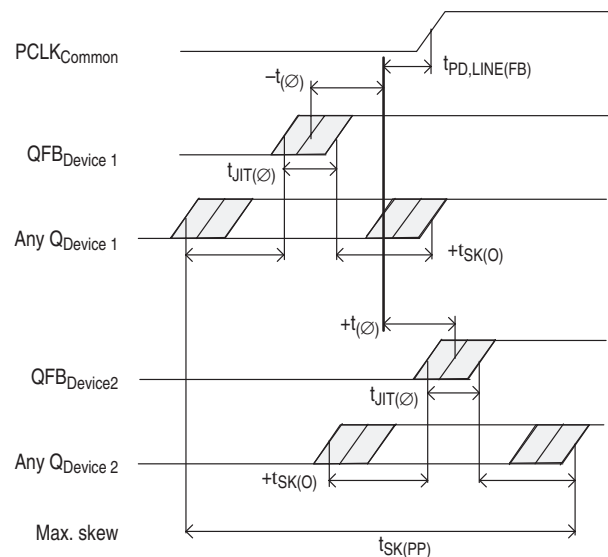 PCLKCommon
tPD,LINE(FB)
–t(∅)
QFBDevice 1
tJIT(∅)
Any QDevice 1
+tSK(O)
+t(∅)
QFBDevice2
tJIT(∅)
Any QDevice 2
+tSK(O)
Max. skew
tSK(PP)